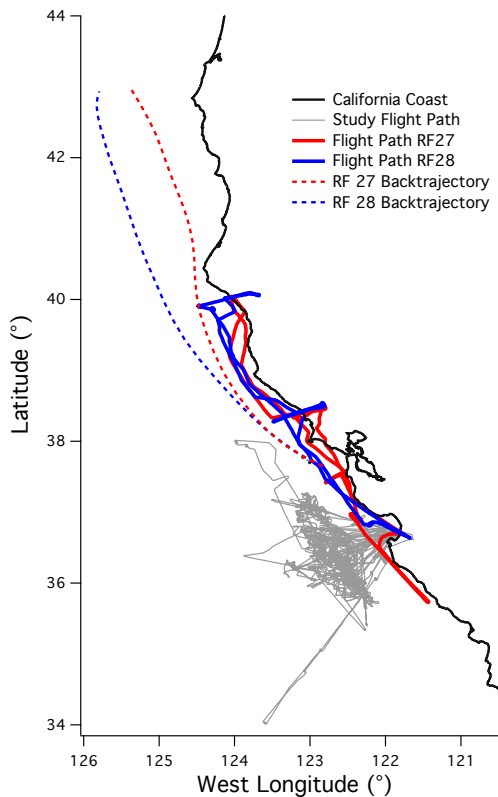 44
42
40
38
36
34
Latitude (°)
California Coast
Study Flight Path
Flight Path RF27
Flight Path RF28
RF 27 Backtrajectory
RF 28 Backtrajectory
126 125 124 123 122 121
West Longitude (°)